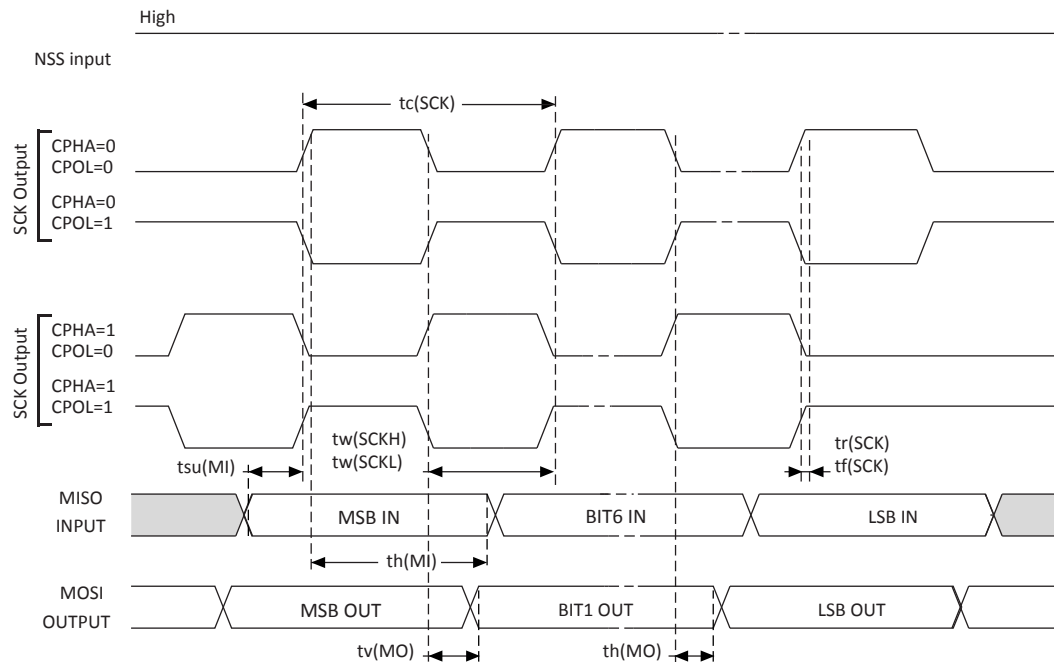 High
NSS input
tc(SCK)
SCK Output
CPHA=0
CPOL=0
CPHA=0
CPOL=1
SCK Output
CPHA=1
CPOL=0
CPHA=1
CPOL=1
tw(SCKH)
tw(SCKL)
tr(SCK)
tf(SCK)
tsu(MI)
MISO
INPUT
MSB IN
BIT6 IN
LSB IN
th(MI)
MOSI
OUTPUT
MSB OUT
BIT1 OUT
LSB OUT
tv(MO)
th(MO)